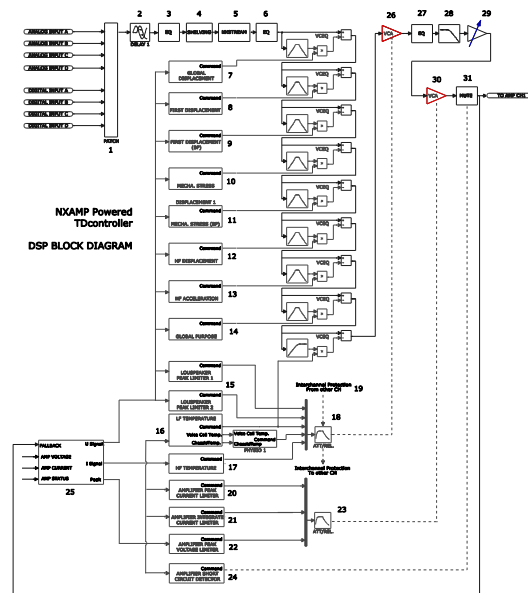 ANALOG INPUT A
ANALOG INPUT B
ANALOG INPUT C
ANALOG INPUT D
DIGITAL INPUT A
DIGITAL INPUT B
DIGITAL INPUT C
DIGITAL INPUT D
PATCH
1
2
DELAY 1
3
EQ
4
SHELVING
5
6
EQ
VCEQ
26
VCA
27
EQ
28
29
30
VCA
31
MUTE
TO AMP CH1
Command
GLOBAL
DISPLACEMENT
7
VCEQ
Command
FIRST DISPLACEMENT
8
VCEQ
Command
FIRST DISPLACEMENT
(BP)
9
VCEQ
Command
MECHA. STRESS
10
VCEQ
DISPLACEMENT 1
Command
MECHA. STRESS (BP)
11
VCEQ
Command
HF DISPLACEMENT
12
VCEQ
Command
HF ACCELERATION
13
VCEQ
Command
GLOBAL PURPOSE
14
VCEQ
NXAMP Powered
TDcontroller
DSP BLOCK DIAGRAM
Command
LOUDSPEAKER
PEAK LIMITER 1
15
Command
LOUDSPEAKER
PEAK LIMITER 2
16
LF TEMPERATURE
Command
Voice Coil Temp.
ChassisTemp
Voice Coil Temp.
Command
ChassisTemp
PHYSIO 1
Command
HF TEMPERATURE
17
Interchannel Protection
From other CH
19
18
ATT/REL
Interchannel Protection
To other CH
FALLBACK
AMP VOLTAGE
AMP CURRENT
AMP STATUS
U Signal
I Signal
Peak
25
Command
AMPLIFIER PEAK
CURRENT LIMITER
20
Command
AMPLIFIER INTEGRATE
CURRENT LIMITER
21
Command
AMPLIFIER PEAK
VOLTAGE LIMITER
22
23
ATT/REL
Command
AMPLIFIER SHORT
CIRCUIT DETECTOR
24